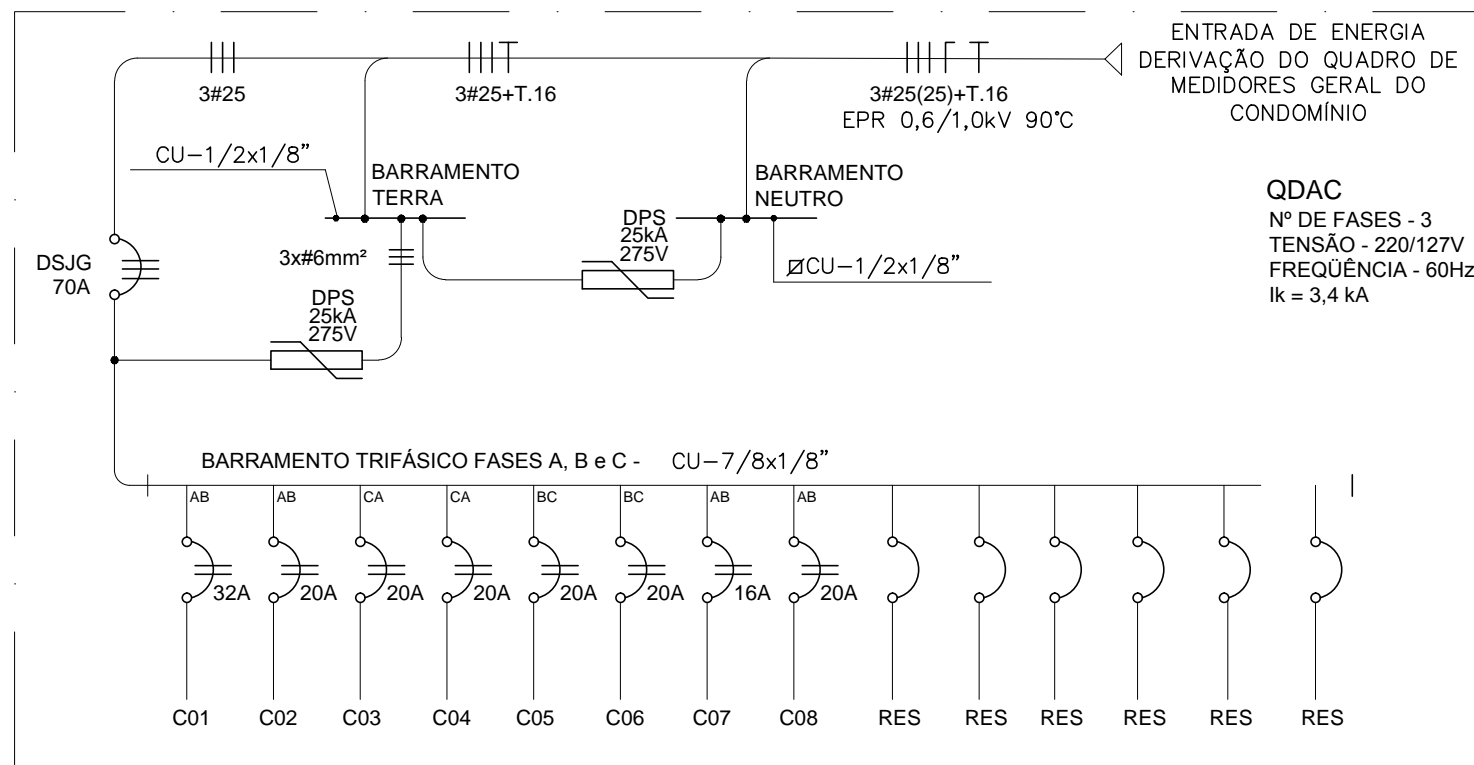 ENTRADA DE ENERGIA
DERIVAÇÃO DO QUADRO DE
MEDIDORES GERAL DO
CONDOMÍNIO
3#25
3#25+T.16
3#25(25)+T.16
EPR 0,6/1,0kV 90°C
CU-1/2x1/8"
BARRAMENTO
TERRA
BARRAMENTO
NEUTRO
QDAC
Nº DE FASES - 3
TENSÃO - 220/127V
FREQÜÊNCIA - 60Hz
Ik = 3,4 kA
DPS
25kA
275V
CU-1/2x1/8"
DSJG
70A
3x#6mm²
DPS
25kA
275V
BARRAMENTO TRIFÁSICO FASES A, B e C - CU-7/8x1/8"
AB AB CA CA BC BC AB AB
32A 20A 20A 20A 20A 20A 16A 20A
C01 C02 C03 C04 C05 C06 C07 C08 RES RES RES RES RES RES